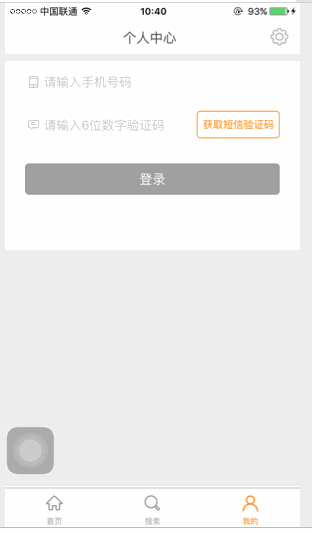 中国联通 10:40 93%
个人中心
请输入手机号码
请输入6位数字验证码 获取短信验证码
登录
首页 搜索 我的